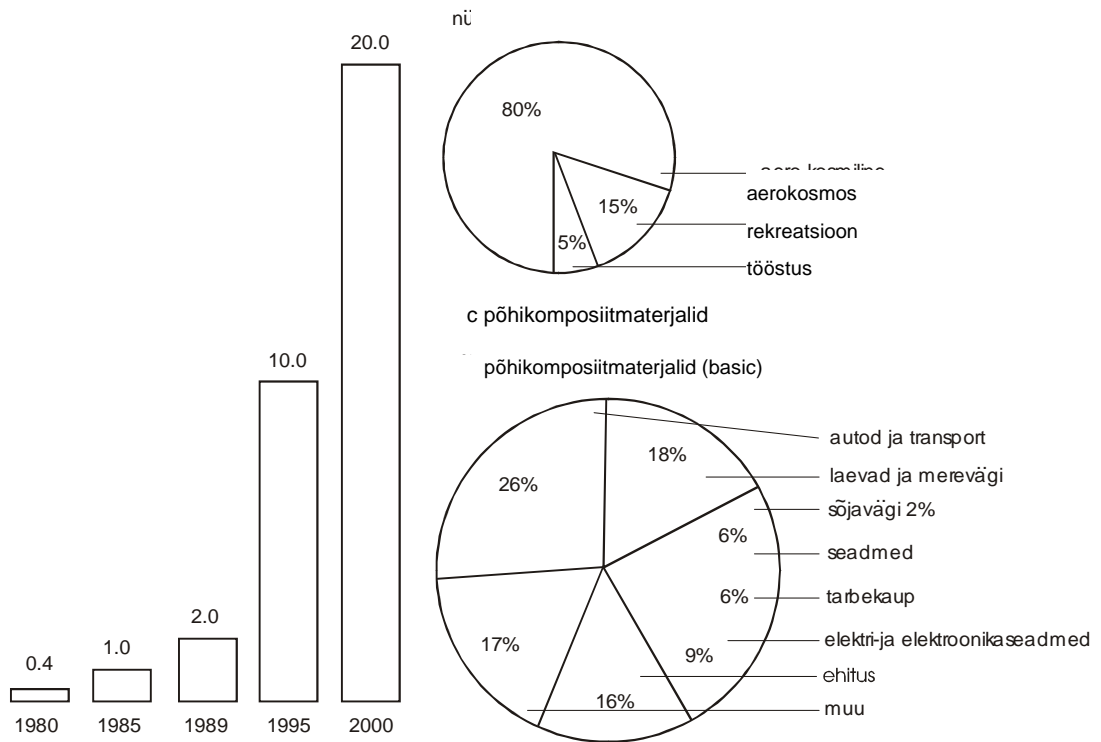 20.0
10.0
2.0
1.0
0.4
1980 1985 1989 1995 2000
80%
15%
5%
aerokosmos
rekreatsioon
tööstus
c põhikomposiitmaterjalid
põhikomposiitmaterjalid (basic)
26%
18%
6%
6%
9%
16%
17%
autod ja transport
laevad ja merevägi
sõjavägi 2%
seadmed
tarbekaup
elektri-ja elektroonikaseadmed
ehitus
muu